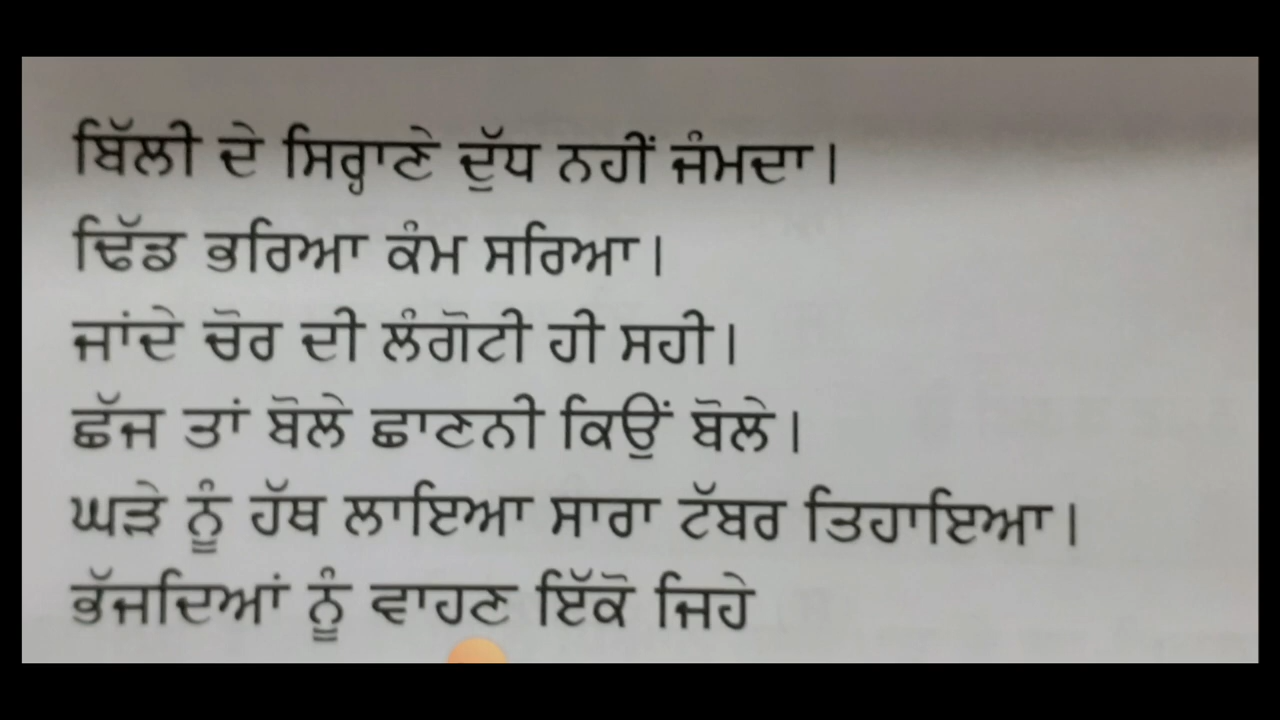 ਬਿੱਲੀ ਦੇ ਸਿਰ੍ਹਾਣੇ ਦੁੱਧ ਨਹੀਂ ਜੰਮਦਾ।
ਢਿੱਡ ਭਰਿਆ ਕੰਮ ਸਰਿਆ।
ਜਾਂਦੇ ਚੋਰ ਦੀ ਲੰਗੋਟੀ ਹੀ ਸਹੀ।
ਛੱਜ ਤਾਂ ਬੋਲੇ ਛਾਣਨੀ ਕਿਉਂ ਬੋਲੇ।
ਘੜੇ ਨੂੰ ਹੱਥ ਲਾਇਆ ਸਾਰਾ ਟੱਬਰ ਤਿਹਾਇਆ।
ਭੱਜਦਿਆਂ ਨੂੰ ਵਾਹਣ ਇੱਕੋ ਜਿਹੇ